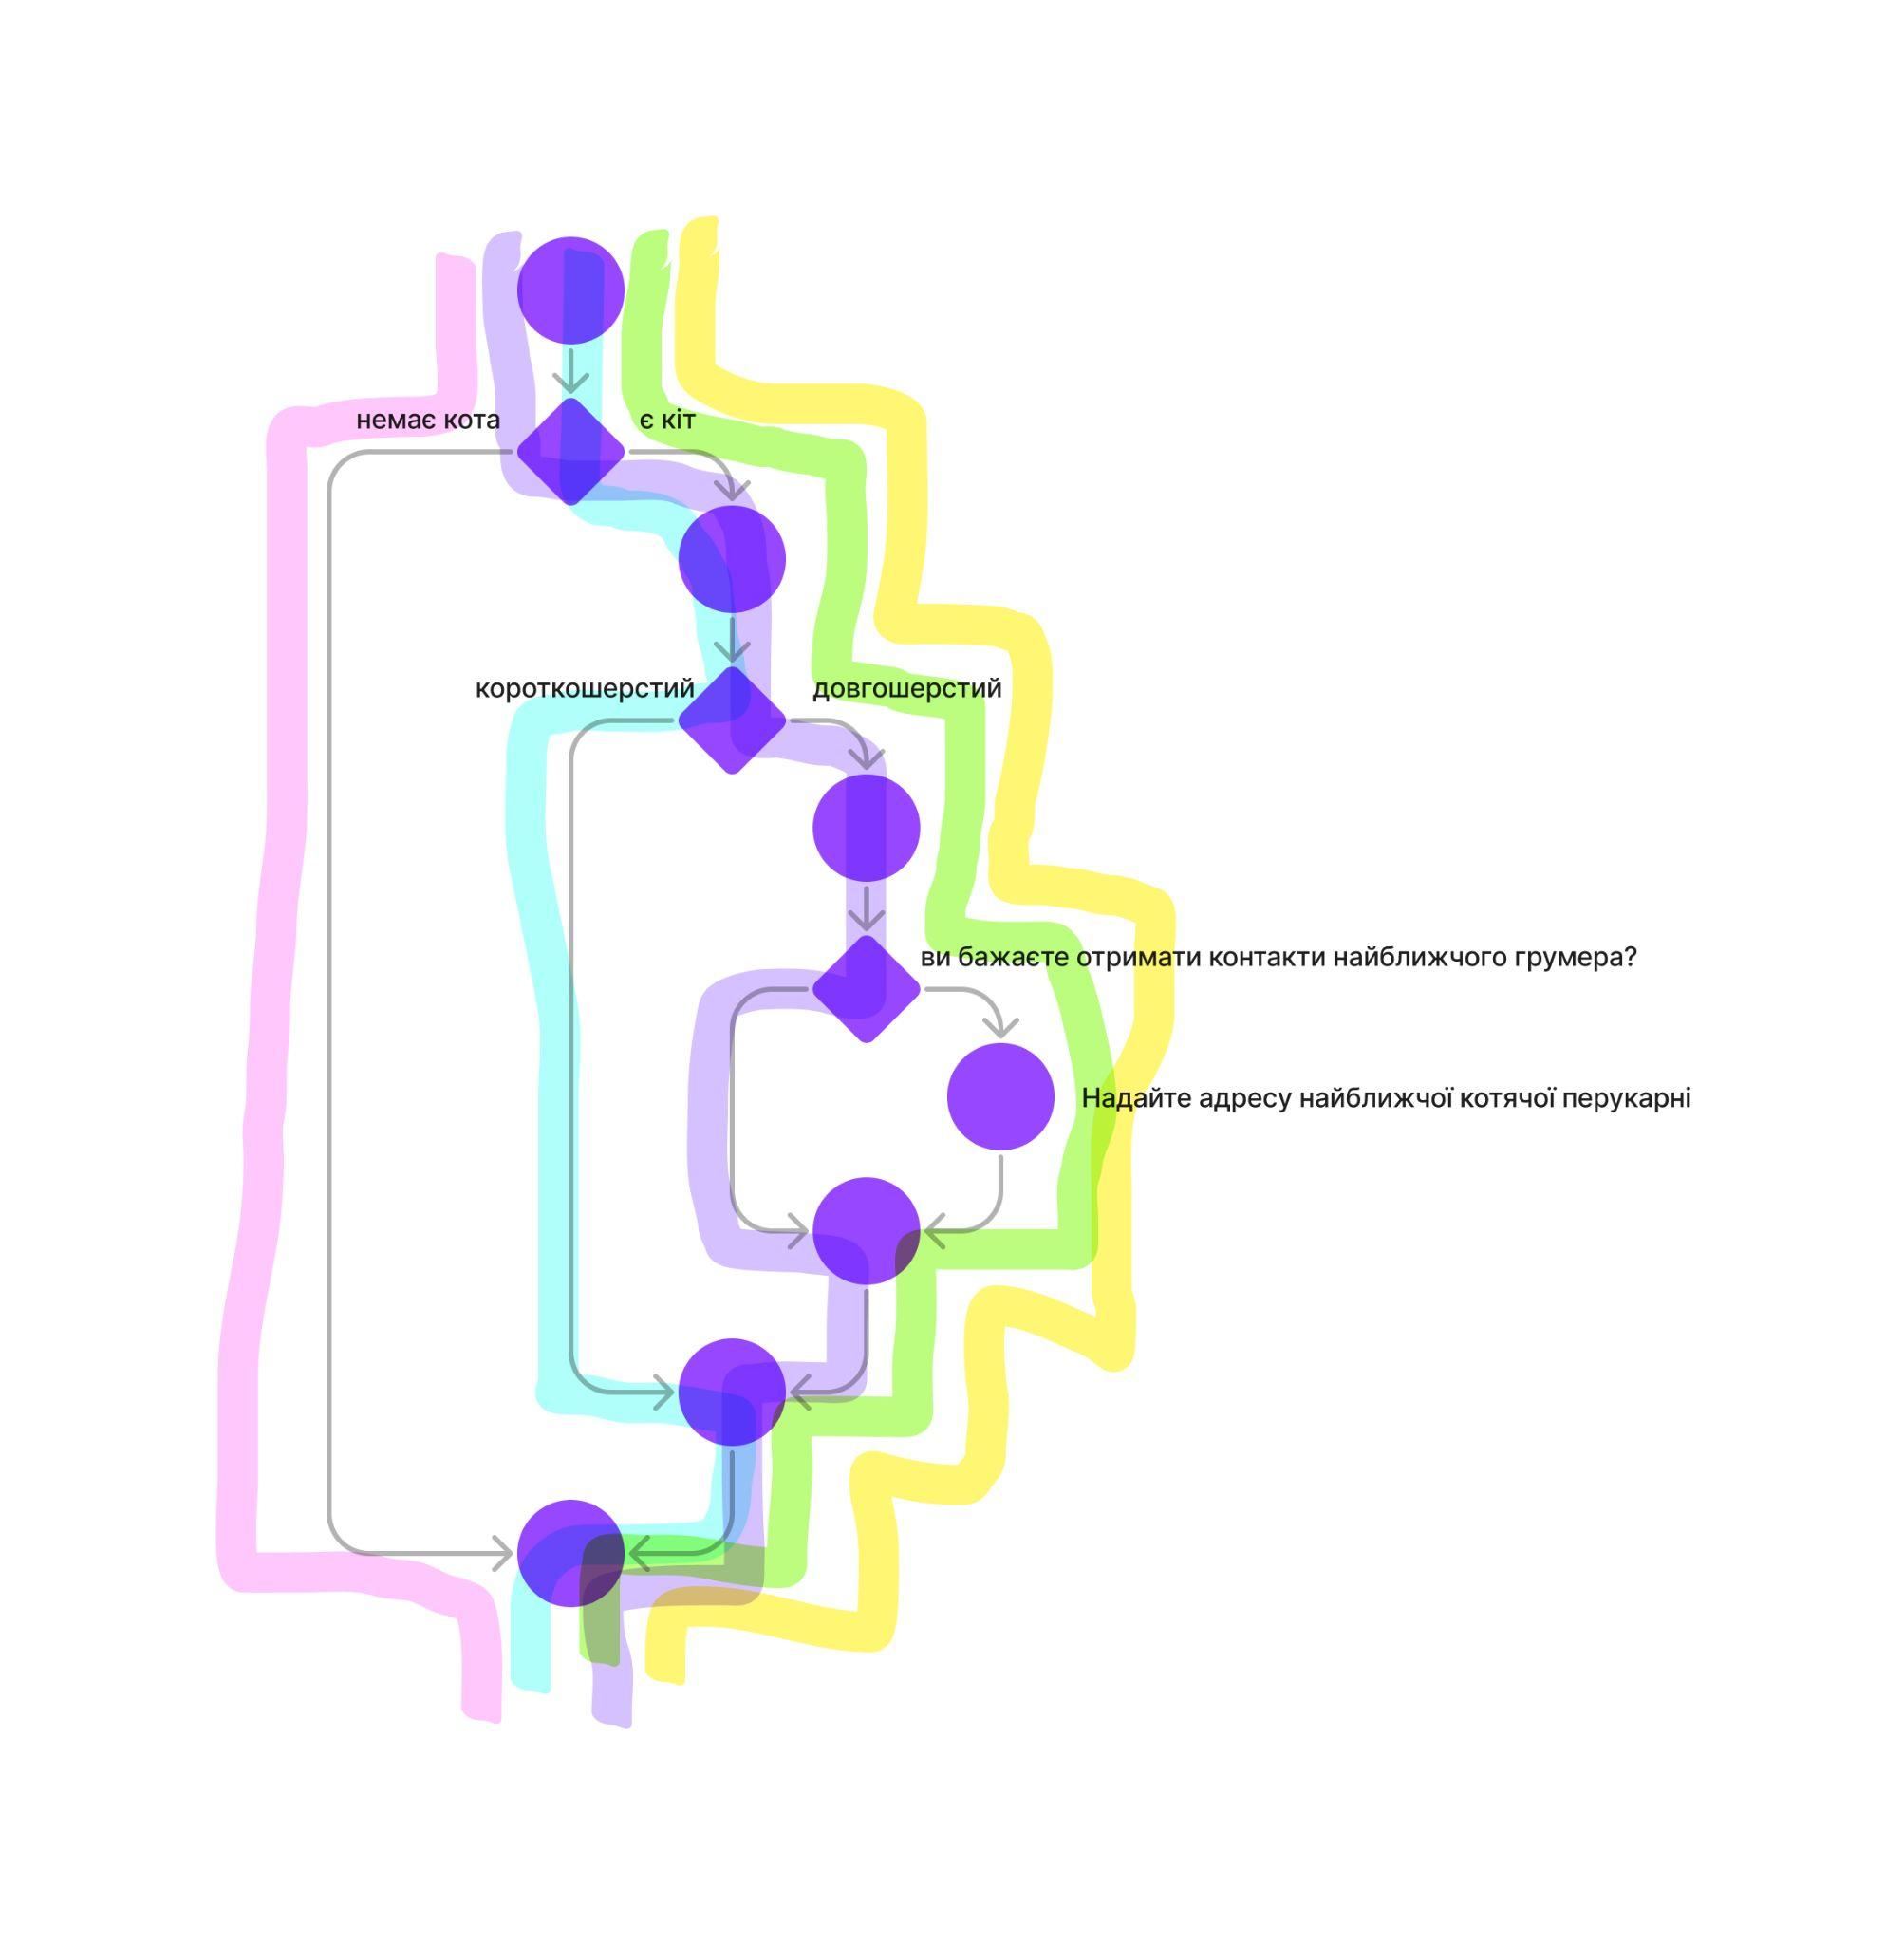 немає кота
є кіт
короткошерстий
довгошерстий
ви бажаєте отримати контакти найближчого грумера?
Надайте адресу найближчої котячої перукарні